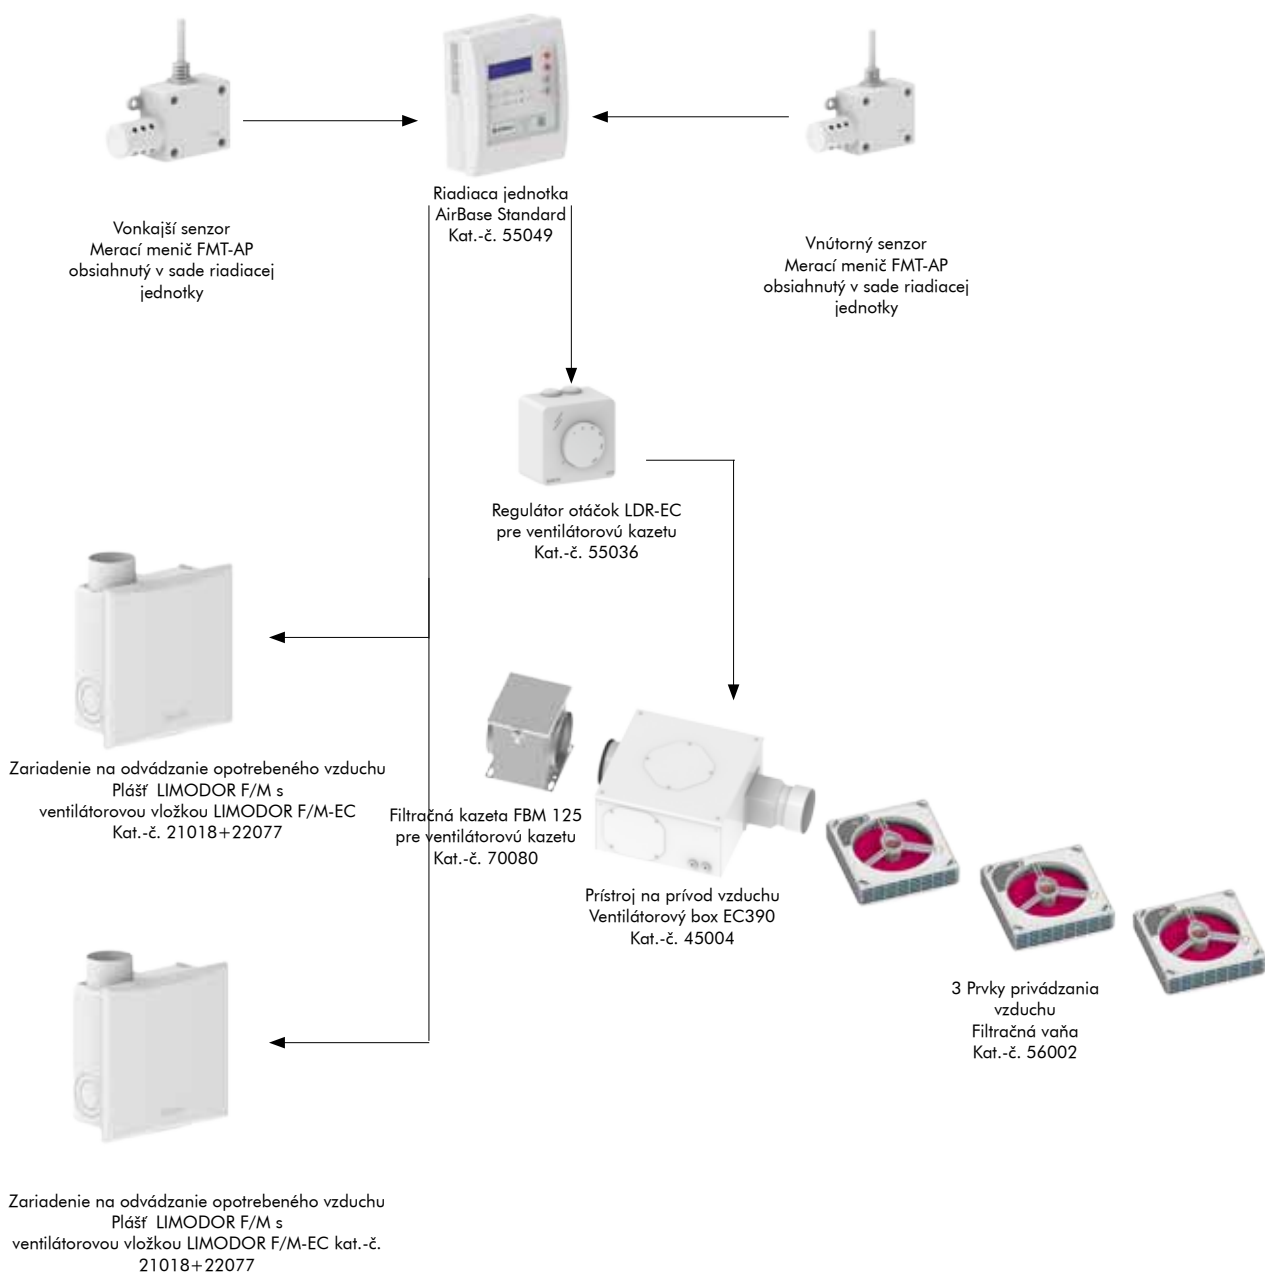 Riadiaca jednotka
AirBase Standard
Kat.-č. 55049
Vonkajší senzor
Merací menič FMT-AP
obsiahnutý v sade riadiacej
jednotky
Vnútorný senzor
Merací menič FMT-AP
obsiahnutý v sade riadiacej
jednotky
Regulátor otáčok LDR-EC
pre ventilátorovú kazetu
Kat.-č. 55036
Zariadenie na odvádzanie opotrebeného vzduchu
Plášť LIMODOR F/M s
ventilátorovou vložkou LIMODOR F/M-EC
Kat.-č. 21018+22077
Filtračná kazeta FBM 125
pre ventilátorovú kazetu
Kat.-č. 70080
Prístroj na prívod vzduchu
Ventilátorový box EC390
Kat.-č. 45004
3 Prvky privádzania
vzduchu
Filtračná vaňa
Kat.-č. 56002
Zariadenie na odvádzanie opotrebeného vzduchu
Plášť LIMODOR F/M s
ventilátorovou vložkou LIMODOR F/M-EC kat.-č.
21018+22077